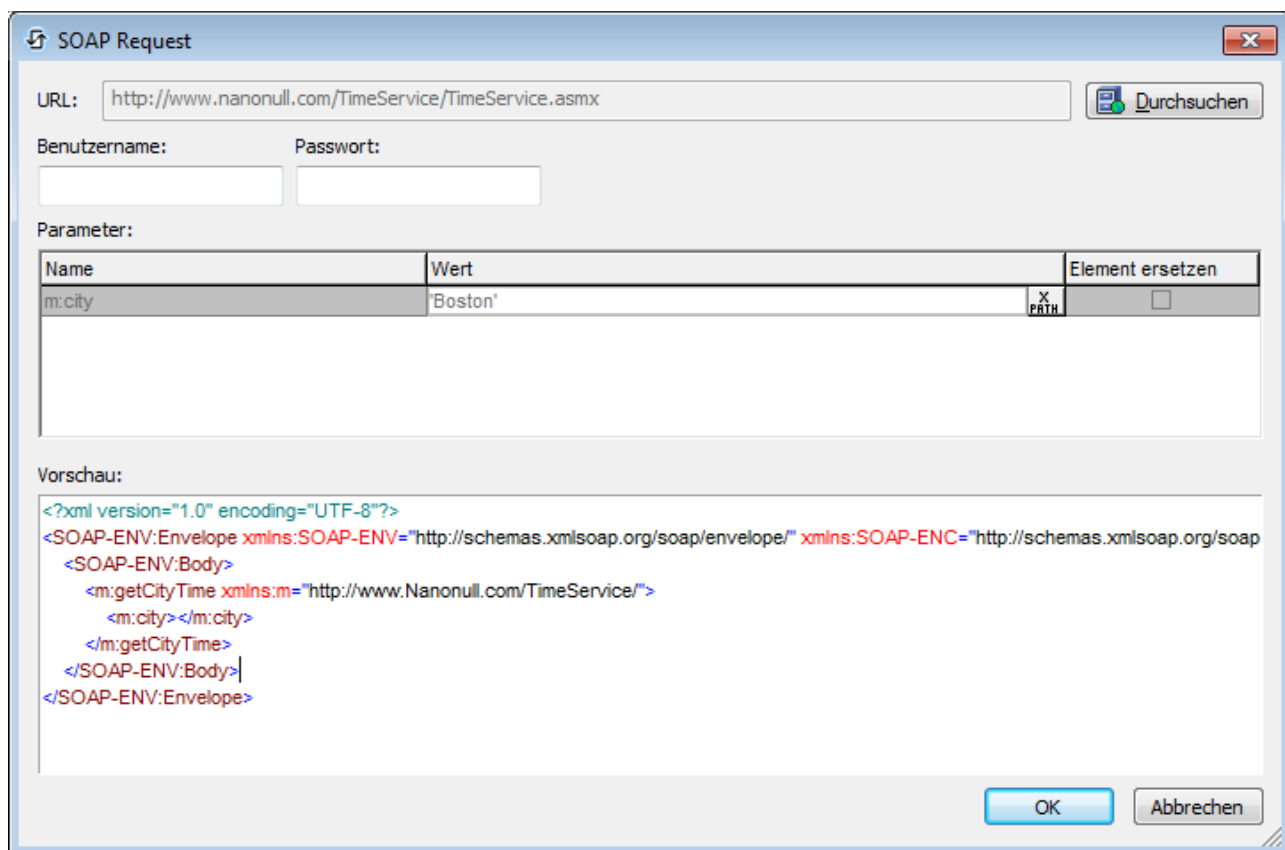 SOAP Request
URL: http://www.nanonull.com/TimeService/TimeService.asmx Durchsuchen
Benutzername: Passwort:
Parameter:
Name Wert Element ersetzen
m:city 'Boston' X PATH
Vorschau:
<?xml version="1.0" encoding="UTF-8"?>
<SOAP-ENV:Envelope xmlns:SOAP-ENV="http://schemas.xmlsoap.org/soap/envelope/" xmlns:SOAP-ENC="http://schemas.xmlsoap.org/soap
<SOAP-ENV:Body>
<m:getCityTime xmlns:m="http://www.Nanonull.com/TimeService/">
<m:city></m:city>
</m:getCityTime>
</SOAP-ENV:Body>
</SOAP-ENV:Envelope>
OK Abbrechen